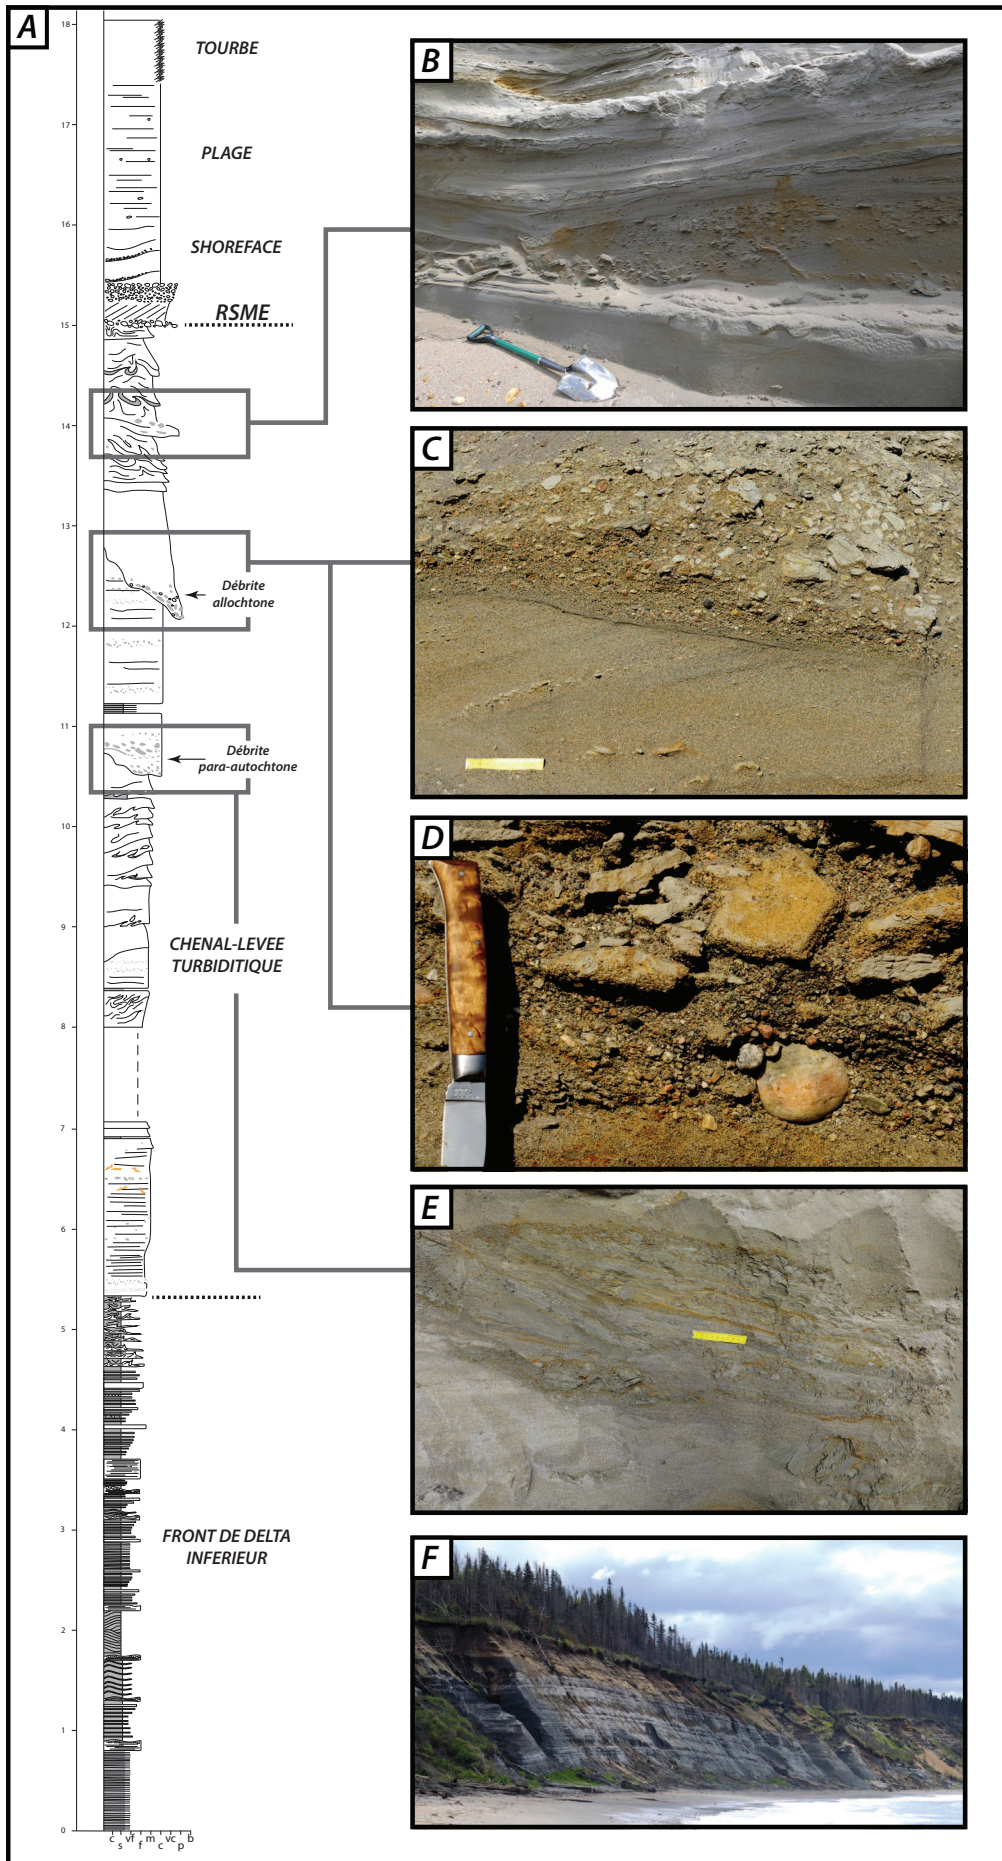 A
18
TOURBE
17
PLAGE
16
SHOREFACE
RSME
15
14
13
Débrite
allochtone
12
11
Débrite
para-autochtone
10
9
CHENAL-LEVEE
TURBIDITIQUE
8
7
6
5
4
3
FRONT DE DELTA
INFERIEUR
2
1
0
c s vf f m c vc p b
B
C
D
E
F